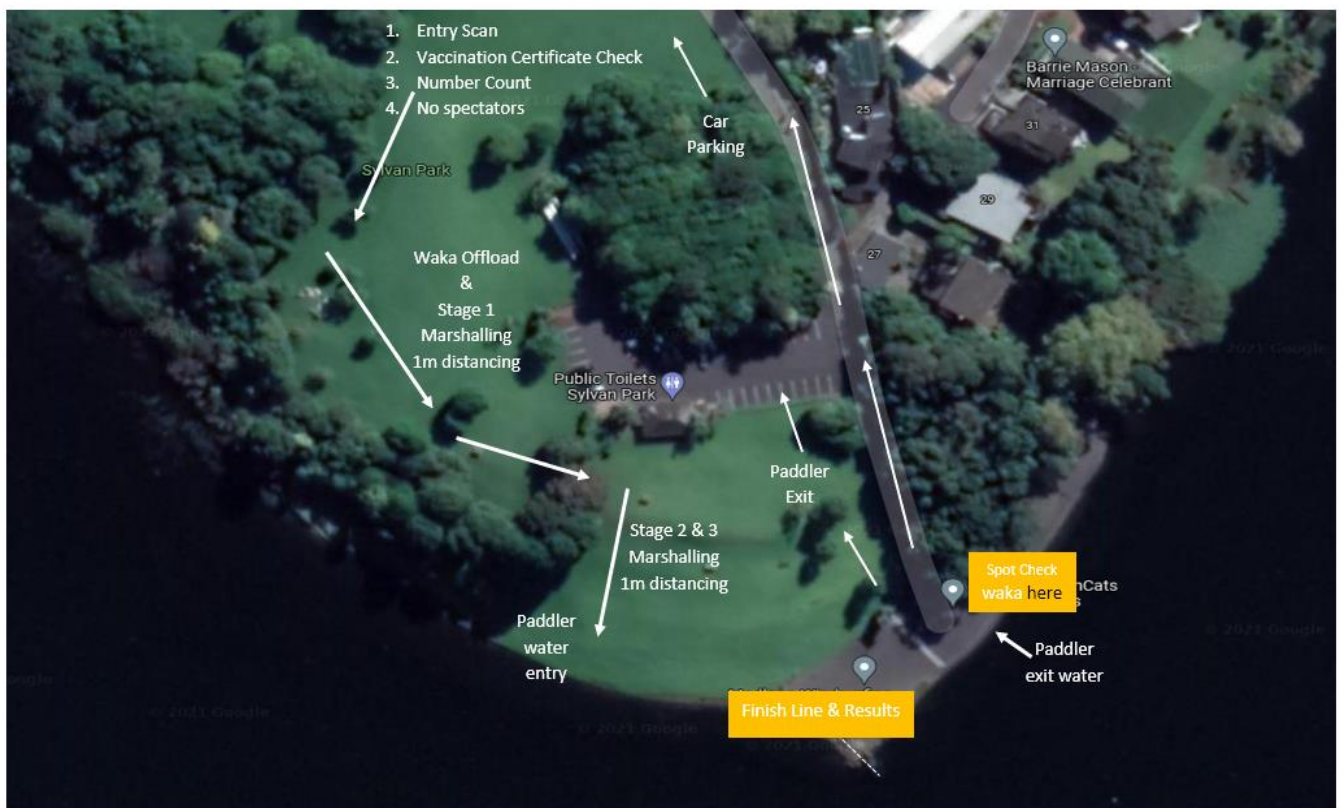 1. Entry Scan
2. Vaccination Certificate Check
3. Number Count
4. No spectators
Barrie Mason -
Marriage Celebrant
Car
Parking
25
31
Sylvan Park
29
27
Waka Offload
&
Stage 1
Marshalling
1m distancing
2021 Google
Public Toilets
Sylvan Park
Paddler
Exit
Stage 2 & 3
Marshalling
1m distancing
Spot Check
waka here
nCats
s
© 2021 Google
Paddler
water
entry
Paddler
exit water
Finish Line & Results
© 2021 Google
© 2021 Google